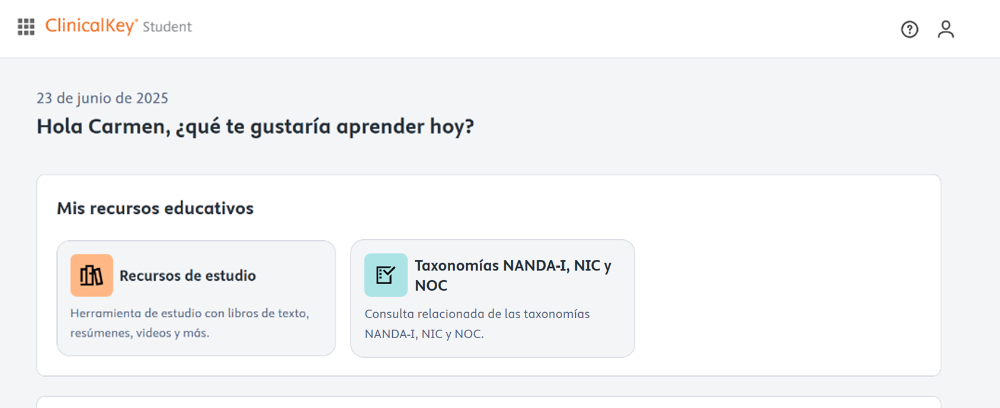 ClinicalKey® Student
23 de junio de 2025
Hola Carmen, ¿qué te gustaría aprender hoy?
Mis recursos educativos
Recursos de estudio
Herramienta de estudio con libros de texto,
resúmenes, videos y más.
Taxonomías NANDA-I, NIC y
NOC
Consulta relacionada de las taxonomías
NANDA-I, NIC y NOC.